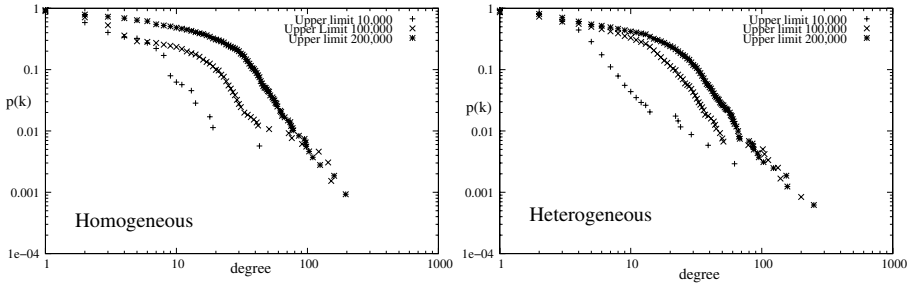 1
0.1
0.01
0.001
1e-04
p(k)
1
10
100
1000
degree
Upper limit 10.000
Upper Limit 100,000
Upper limit 200,000
Homogeneous
1
0.1
0.01
0.001
1e-04
p(k)
1
10
100
1000
degree
Upper limit 10.000
Upper limit 100,000
Upper limit 200,000
Heterogeneous